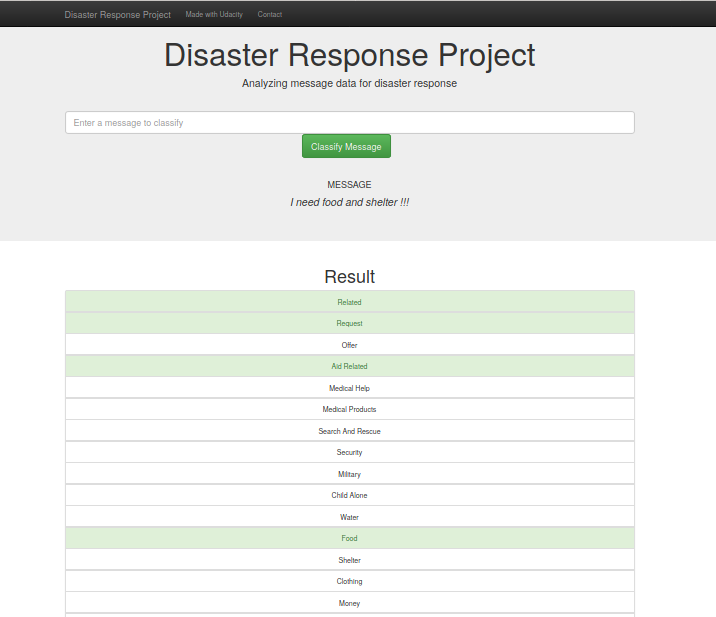 Disaster Response Project Made with Udacity Contact
Disaster Response Project
Analyzing message data for disaster response
Enter a message to classify
Classify Message
MESSAGE
I need food and shelter !!!
Result
Related
Request
Offer
Aid Related
Medical Help
Medical Products
Search And Rescue
Security
Military
Child Alone
Water
Food
Shelter
Clothing
Money